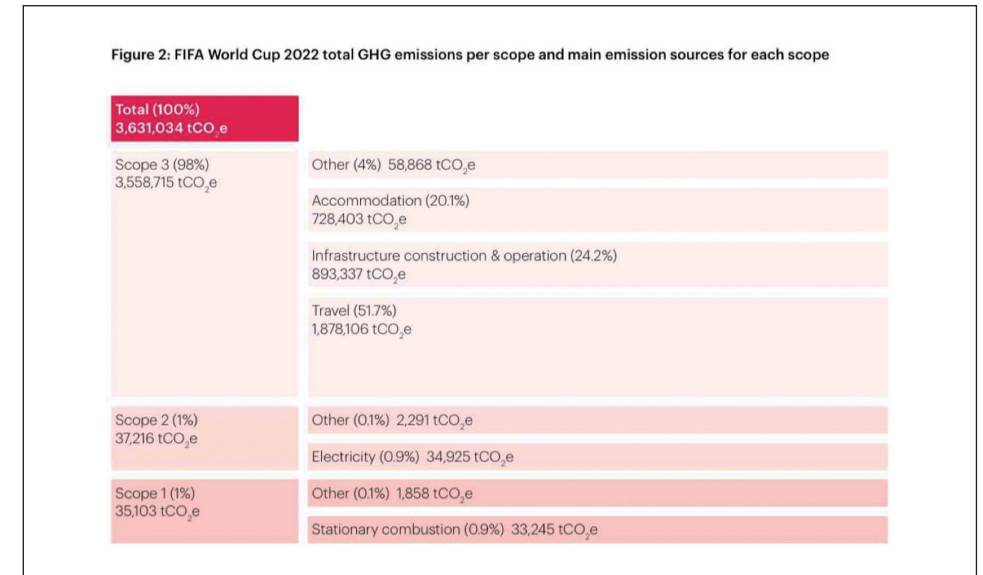 Figure 2: FIFA World Cup 2022 total GHG emissions per scope and main emission sources for each scope
Total (100%)
3,631,034 tCO₂e
Scope 3 (98%)
3,558,715 tCO₂e
Other (4%) 58,868 tCO₂e
Accommodation (20.1%)
728,403 tCO₂e
Infrastructure construction & operation (24.2%)
893,337 tCO₂e
Travel (51.7%)
1,878,106 tCO₂e
Scope 2 (1%)
37,216 tCO₂e
Other (0.1%) 2,291 tCO₂e
Electricity (0.9%) 34,925 tCO₂e
Scope 1 (1%)
35,103 tCO₂e
Other (0.1%) 1,858 tCO₂e
Stationary combustion (0.9%) 33,245 tCO₂e